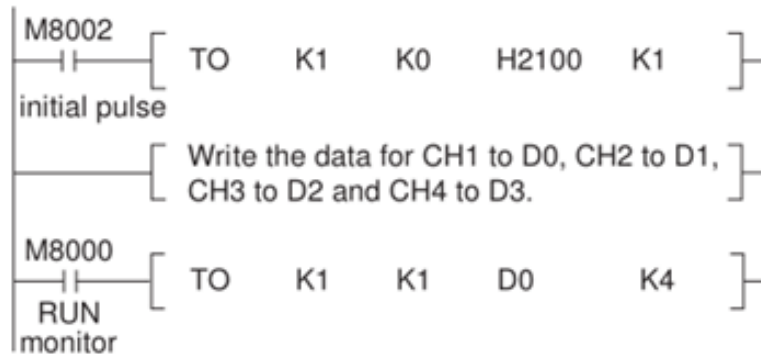 M8002
TO K1 K0 H2100 K1
initial pulse
Write the data for CH1 to D0, CH2 to D1,
CH3 to D2 and CH4 to D3.
M8000
TO K1 K1 D0 K4
RUN
monitor